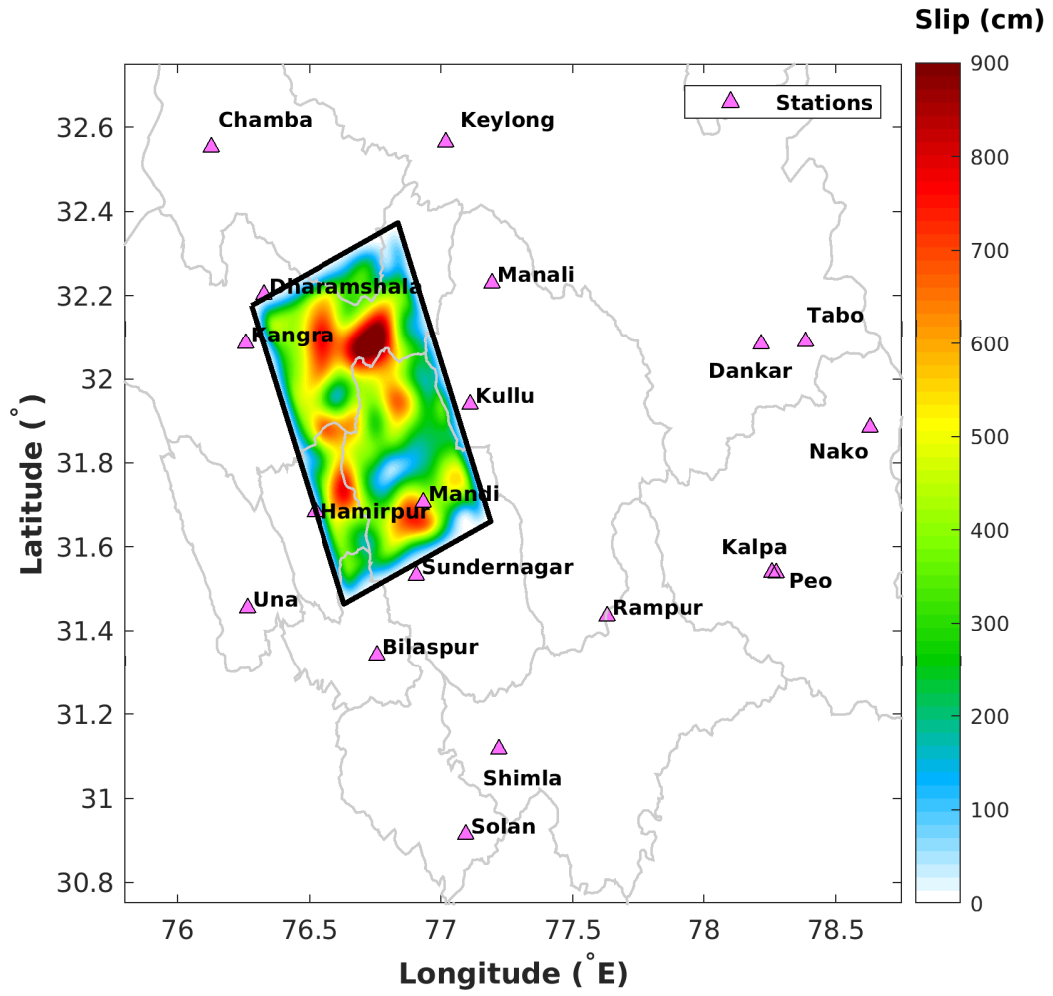 Slip (cm)
Stations
Chamba
Keylong
Manali
Dharamshala
Kangra
Tabo
Dankar
Kullu
Nako
Mandi
Hamirpur
Kalpa
Peo
Sundernagar
Una
Rampur
Bilaspur
Shimla
Solan
32.6
32.4
32.2
32
31.8
31.6
31.4
31.2
31
30.8
Latitude (°)
76
76.5
77
77.5
78
78.5
Longitude (°E)
900
800
700
600
500
400
300
200
100
0